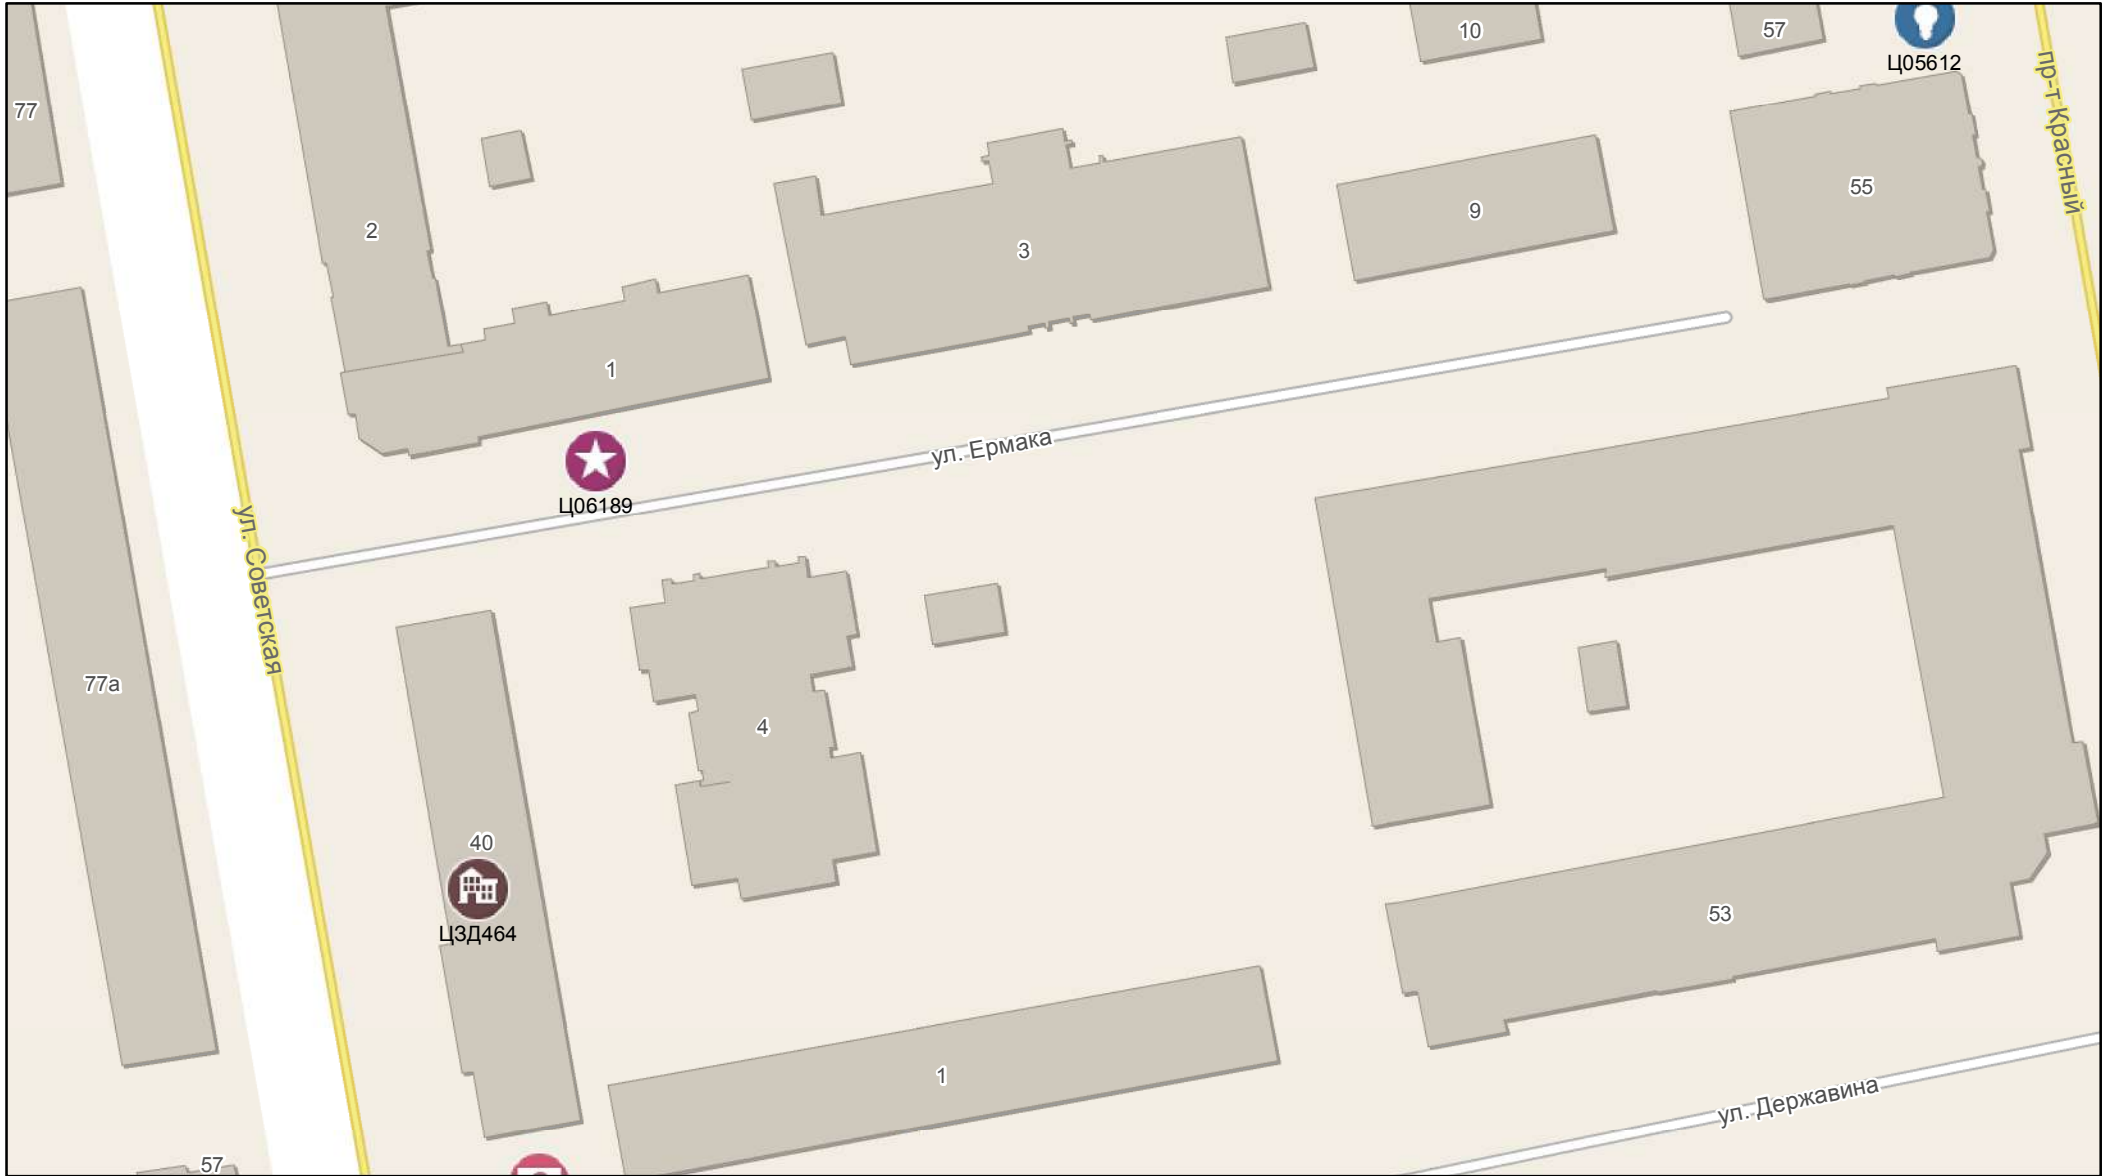 10
57
Ц05612
77
пр-т Красный
55
2
9
3
1
ул. Ермака
Ц06189
ул. Советская
77а
4
40
ЦЗД464
53
1
ул. Державина
57